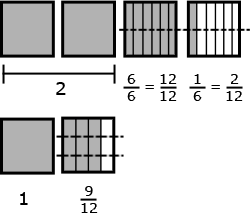 2
6/6 = 12/12
1/6 = 2/12
1
9/12